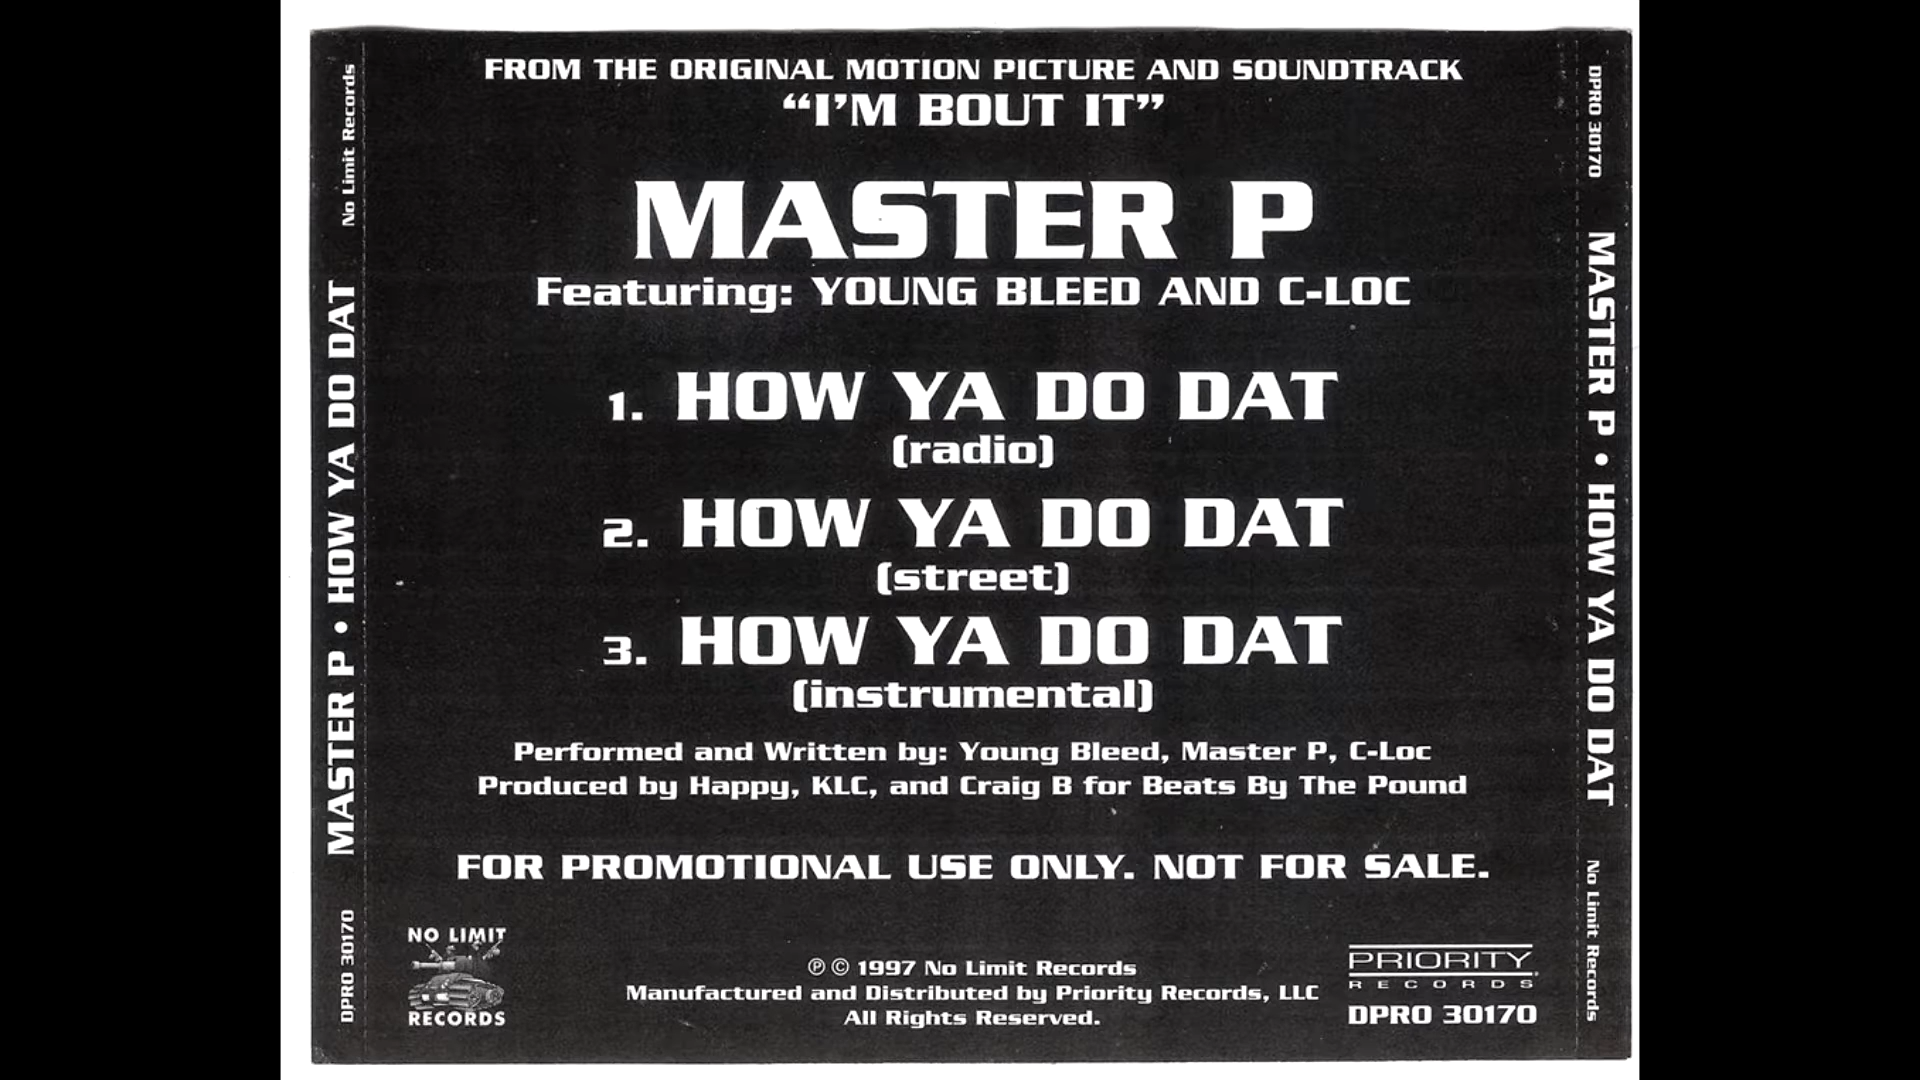 FROM THE ORIGINAL MOTION PICTURE AND SOUNDTRACK
“I’M BOUT IT”
MASTER P
Featuring: YOUNG BLEED AND C-LOC
1. HOW YA DO DAT
(radio)
2. HOW YA DO DAT
(street)
3. HOW YA DO DAT
(instrumental)
Performed and Written by: Young Bleed, Master P, C-Loc
Produced by Happy, KLC, and Craig B for Beats By The Pound
FOR PROMOTIONAL USE ONLY. NOT FOR SALE.
NO LIMIT
RECORDS
℗ © 1997 No Limit Records
Manufactured and Distributed by Priority Records, LLC
All Rights Reserved.
PRIORITY
RECORDS
DPRO 30170
DPRO 30170 MASTER P • HOW YA DO DAT No Limit Records
DPRO 30170 MASTER P • HOW YA DO DAT No Limit Records